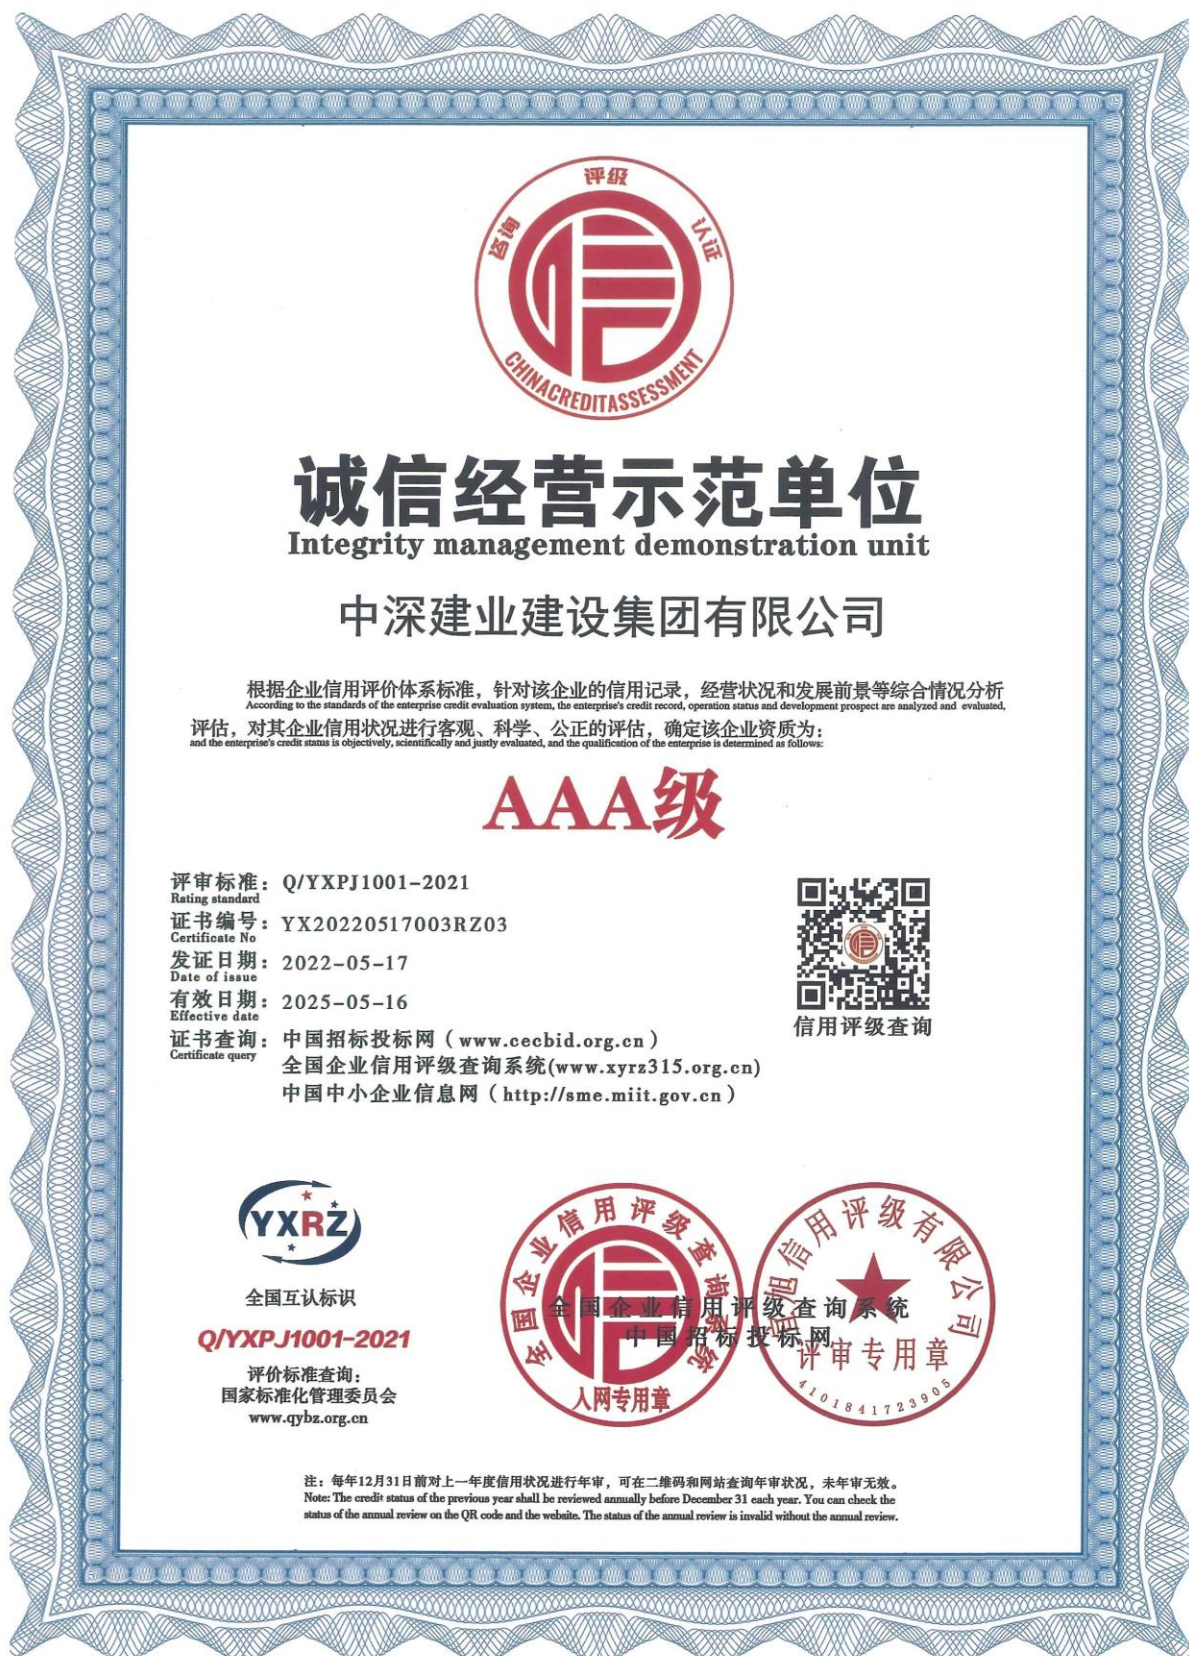 咨询 评级 认证
CHINACREDITASSESSMENT
诚信经营示范单位
Integrity management demonstration unit
中深建业建设集团有限公司
根据企业信用评价体系标准，针对该企业的信用记录，经营状况和发展前景等综合情况分析
According to the standards of the enterprise credit evaluation system, the enterprise's credit record, operation status and development prospect are analyzed and evaluated,
评估，对其企业信用状况进行客观、科学、公正的评估，确定该企业资质为：
and the enterprise's credit status is objectively, scientifically and justly evaluated, and the qualification of the enterprise is determined as follows:
AAA级
评审标准：Q/YXPJ1001-2021
Rating standard
证书编号：YX20220517003RZ03
Certificate No
发证日期：2022-05-17
Date of issue
有效日期：2025-05-16
Effective date
证书查询：中国招标投标网（www.cecbid.org.cn）
Certificate query
全国企业信用评级查询系统(www.xyrz315.org.cn)
中国中小企业信息网（http://sme.miit.gov.cn）
信用评级查询
YXRZ
全国互认标识
Q/YXPJ1001-2021
评价标准查询：
国家标准化管理委员会
www.qybz.org.cn
全国企业信用评级查询系统
入网专用章
全国企业信用评级查询系统
中国招标投标网
旭信用评级有限公司
评审专用章
4101841723905
注：每年12月31日前对上一年度信用状况进行年审，可在二维码和网站查询年审状况，未年审无效。
Note: The credit status of the previous year shall be reviewed annually before December 31 each year. You can check the
status of the annual review on the QR code and the website. The status of the annual review is invalid without the annual review.